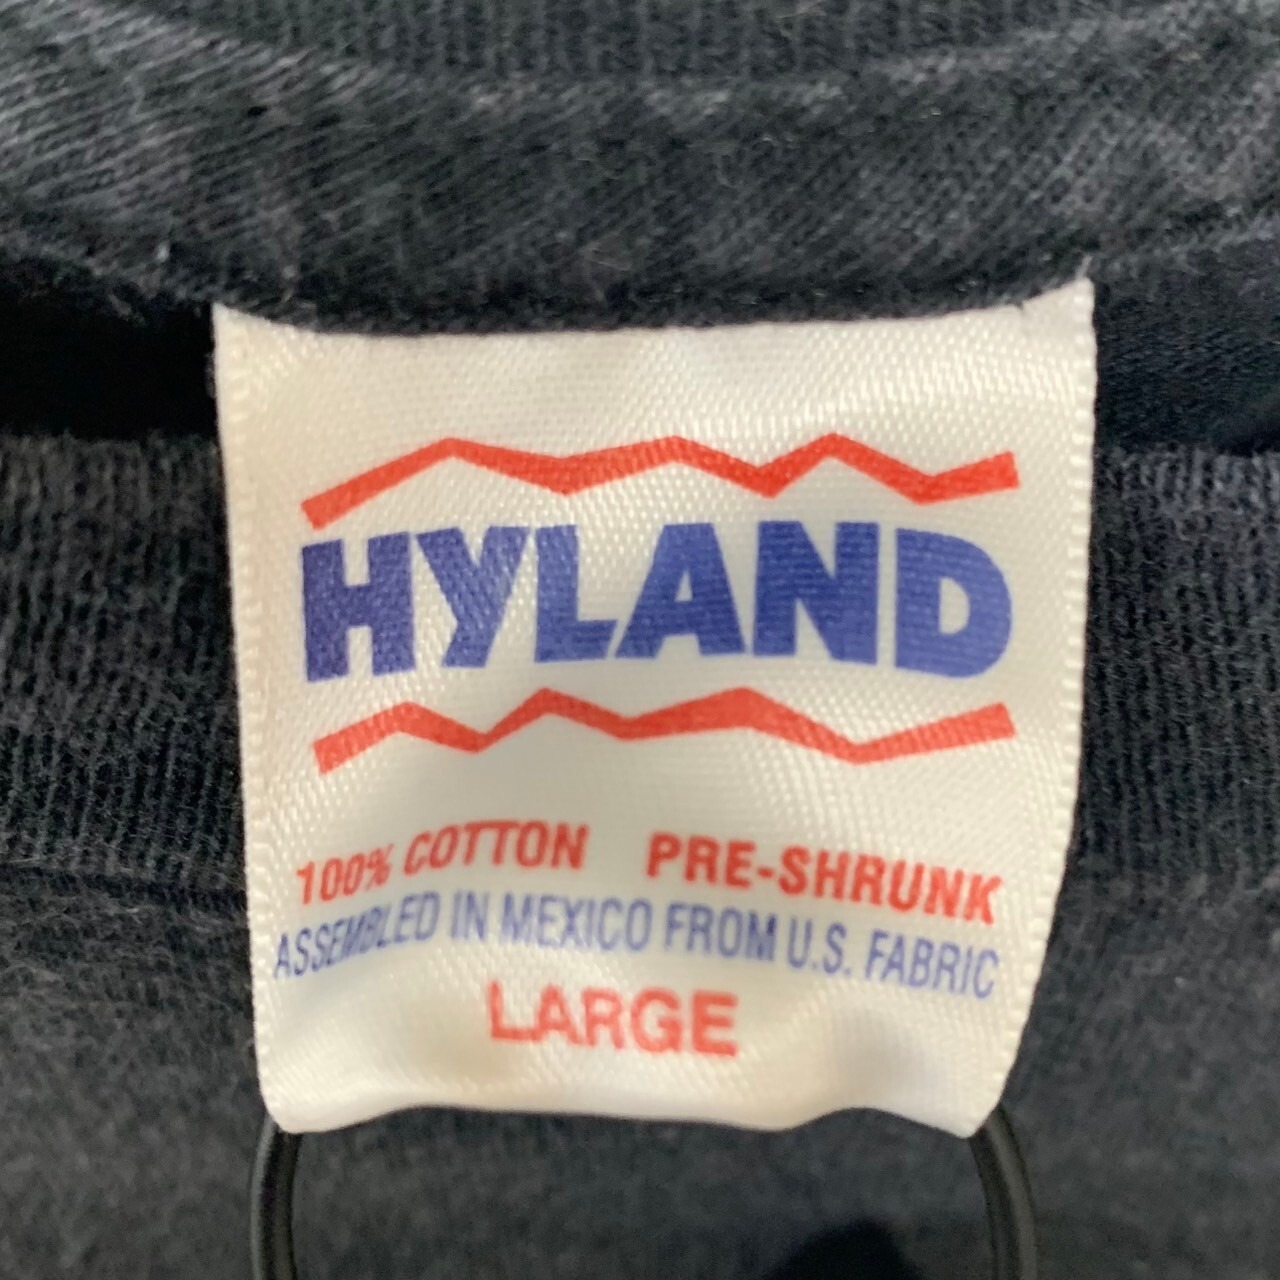 HYLAND
100% COTTON PRE-SHRUNK
ASSEMBLED IN MEXICO FROM U.S. FABRIC
LARGE